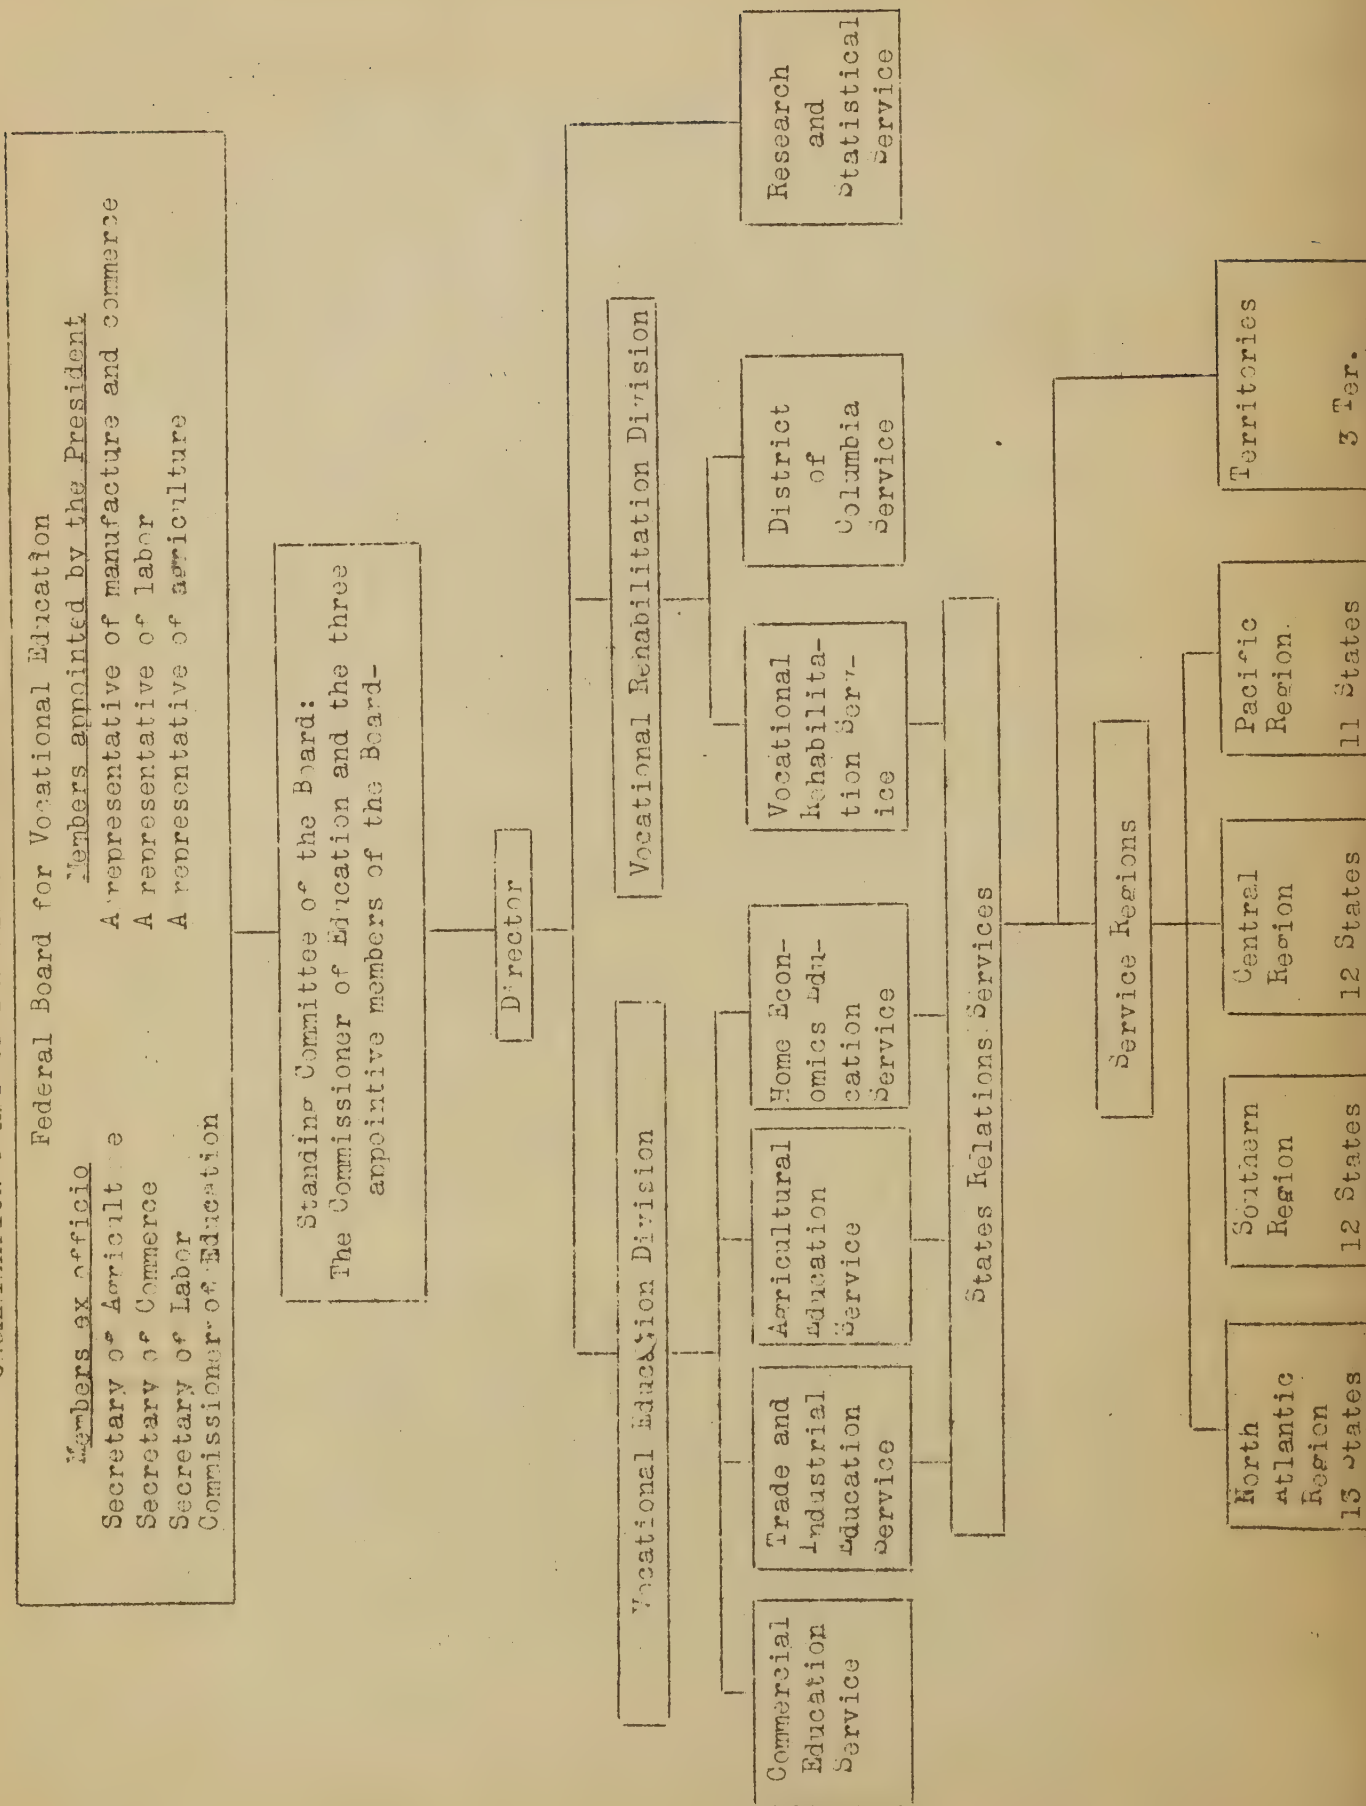 Federal Board for Vocational Education
Members ex officio
Secretary of
Secretary of Commerce
Secretary of Labor
Commissioner of Education
Members appointed by the President
A representative of manufacture and commerce
A representative of labor
A representative of agriculture
Standing Committee of the Board:
The Commissioner of Education and the three
appointive members of the Board-
Director
Vocational Education Division
Vocational Rehabilitation Division
Research
and
Statistical
Service
Commercial
Education
Service
Trade and
Industrial
Education
Service
Agricultural
Education
Service
Home Econ-
omics Edu-
cation
Service
Vocational
Rehabilita-
tion Serv-
ice
District
of
Columbia
Service
States Relations Services
Service Regions
North
Atlantic
Region
13 States
Southern
Region
12 States
Central
Region
12 States
Pacific
Region.
11 States
Territories
3 Ter.